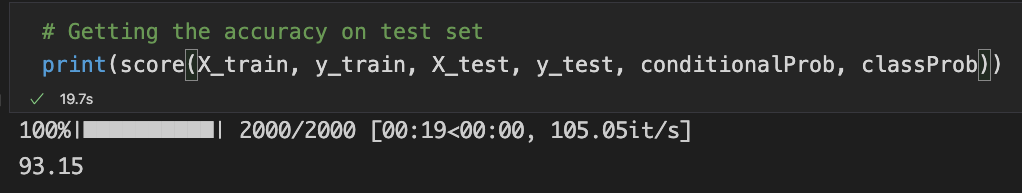 # Getting the accuracy on test set
print(score(X_train, y_train, X_test, y_test, conditionalProb, classProb))
✓ 19.7s
100%|██████████| 2000/2000 [00:19<00:00, 105.05it/s]
93.15